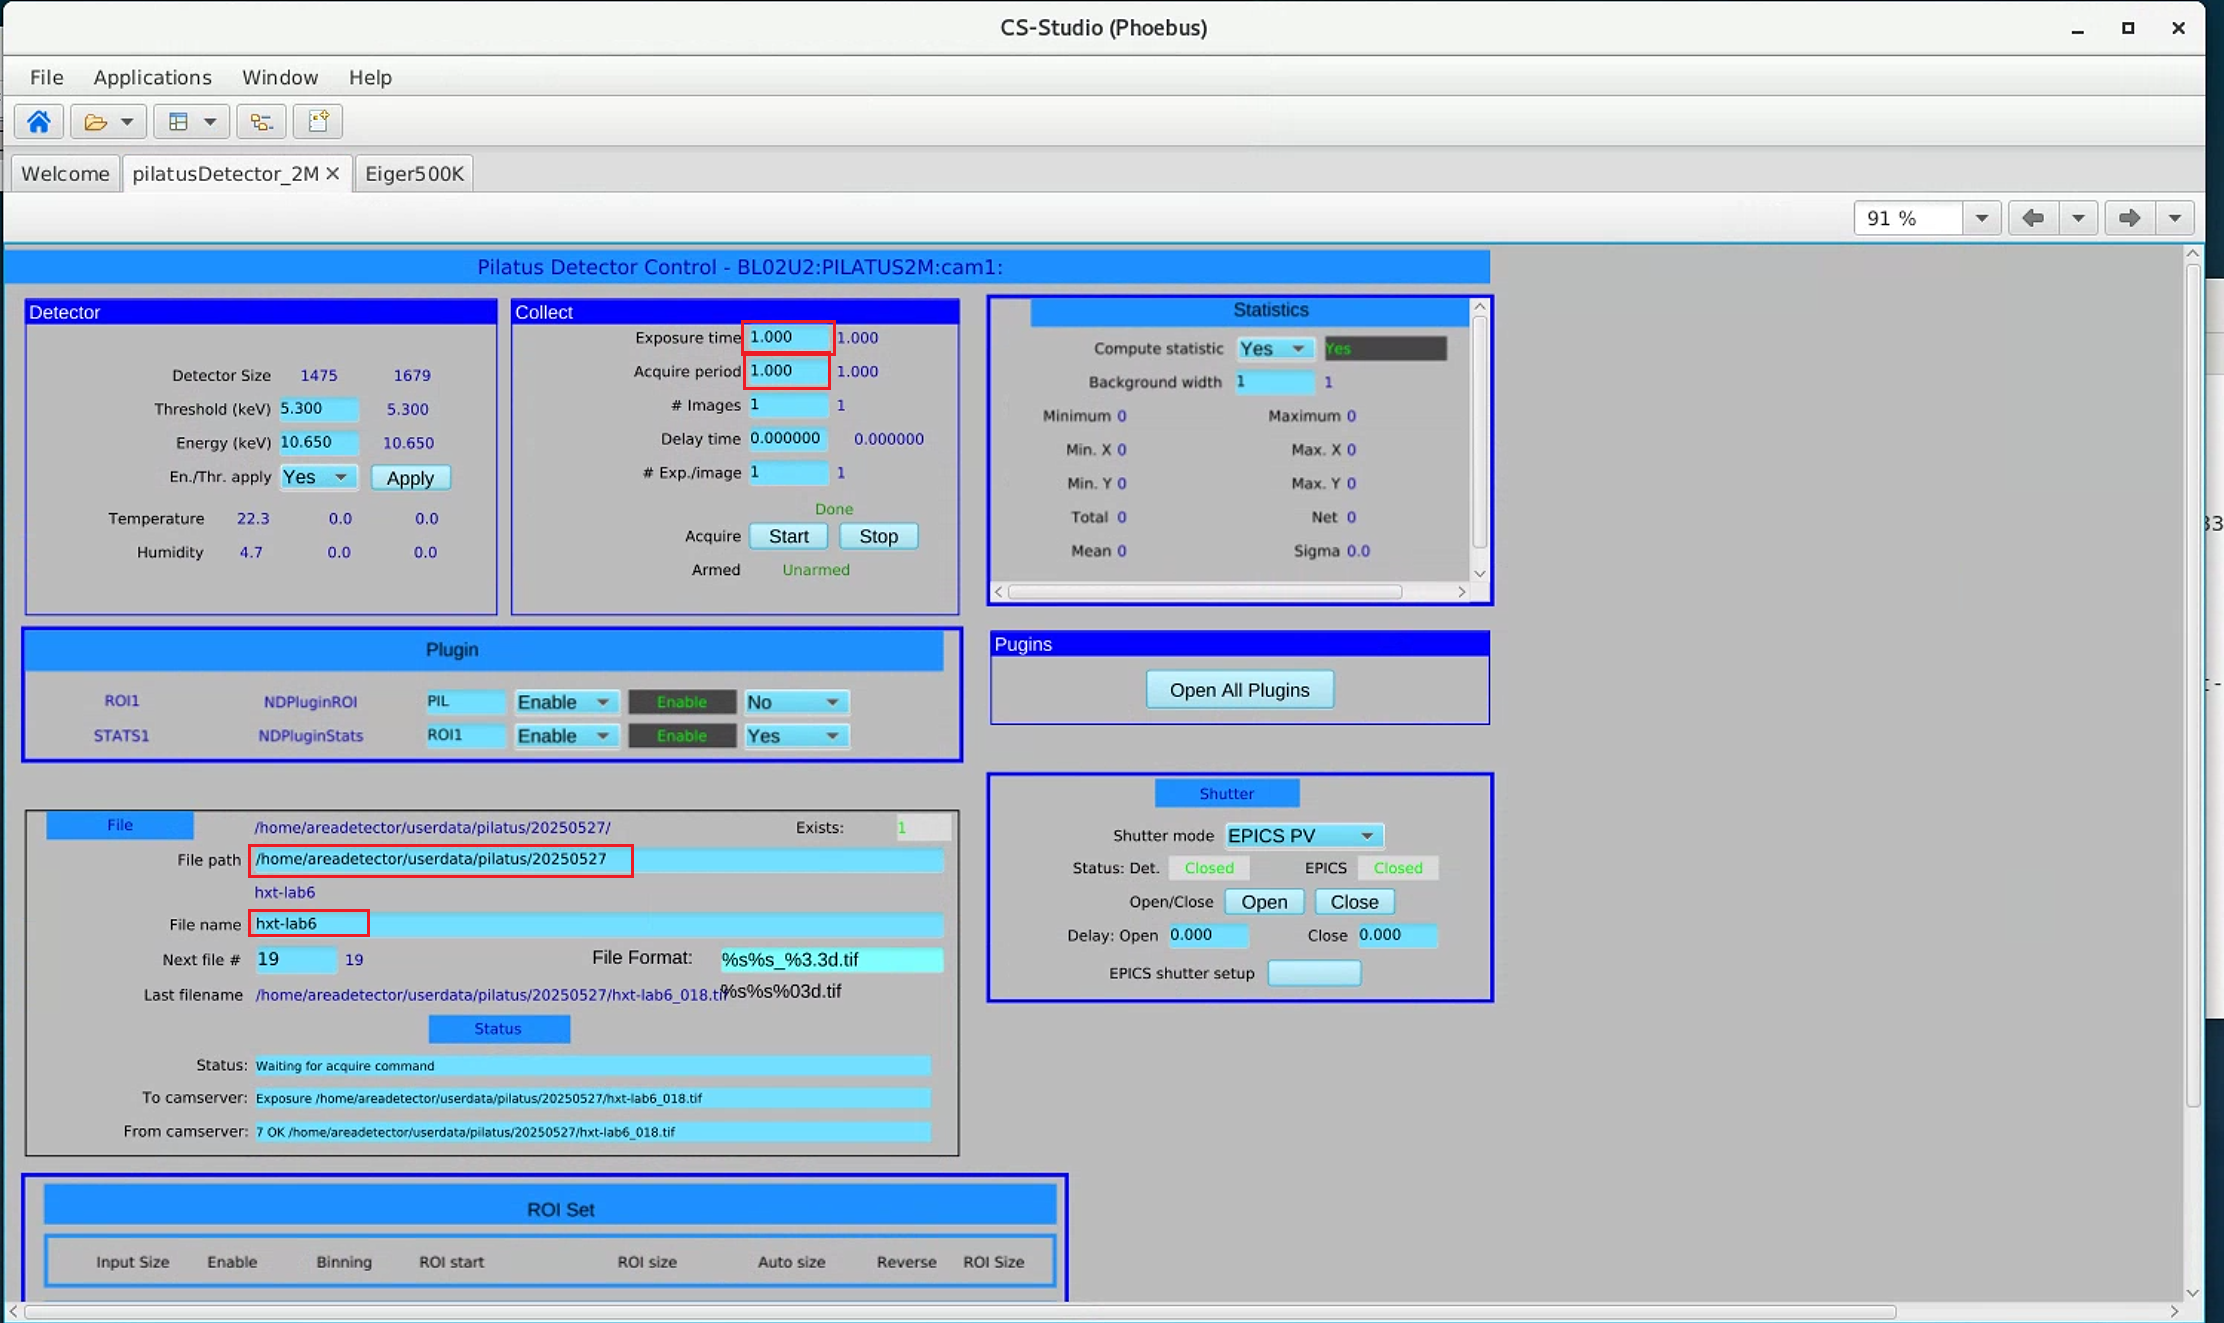 CS-Studio (Phoebus)
File Applications Window Help
Welcome pilatusDetector_2M Eiger500K
91 %
Pilatus Detector Control - BL02U2:PILATUS2M:cam1:
Detector
Detector Size 1475 1679
Threshold (keV) 5.300 5.300
Energy (keV) 10.650 10.650
En./Thr. apply Yes Apply
Temperature 22.3 0.0 0.0
Humidity 4.7 0.0 0.0
Collect
Exposure time 1.000 1.000
Acquire period 1.000 1.000
# Images 1 1
Delay time 0.000000 0.000000
# Exp./image 1 1
Done
Acquire Start Stop
Armed Unarmed
Statistics
Compute statistic Yes Yes
Background width 1 1
Minimum 0 Maximum 0
Min. X 0 Max. X 0
Min. Y 0 Max. Y 0
Total 0 Net 0
Mean 0 Sigma 0.0
Plugin
ROI1 NDPluginROI PIL Enable Enable No
STATS1 NDPluginStats ROI1 Enable Enable Yes
Pugins
Open All Plugins
File /home/areadetector/userdata/pilatus/20250527/ Exists: 1
File path /home/areadetector/userdata/pilatus/20250527
hxt-lab6
File name hxt-lab6
Next file # 19 19 File Format: %s%s_%3.3d.tif
Last filename /home/areadetector/userdata/pilatus/20250527/hxt-lab6_018.tif %s%s%03d.tif
Status
Status: Waiting for acquire command
To camserver: Exposure /home/areadetector/userdata/pilatus/20250527/hxt-lab6_018.tif
From camserver: 7 OK /home/areadetector/userdata/pilatus/20250527/hxt-lab6_018.tif
Shutter
Shutter mode EPICS PV
Status: Det. Closed EPICS Closed
Open/Close Open Close
Delay: Open 0.000 Close 0.000
EPICS shutter setup
ROI Set
Input Size Enable Binning ROI start ROI size Auto size Reverse ROI Size